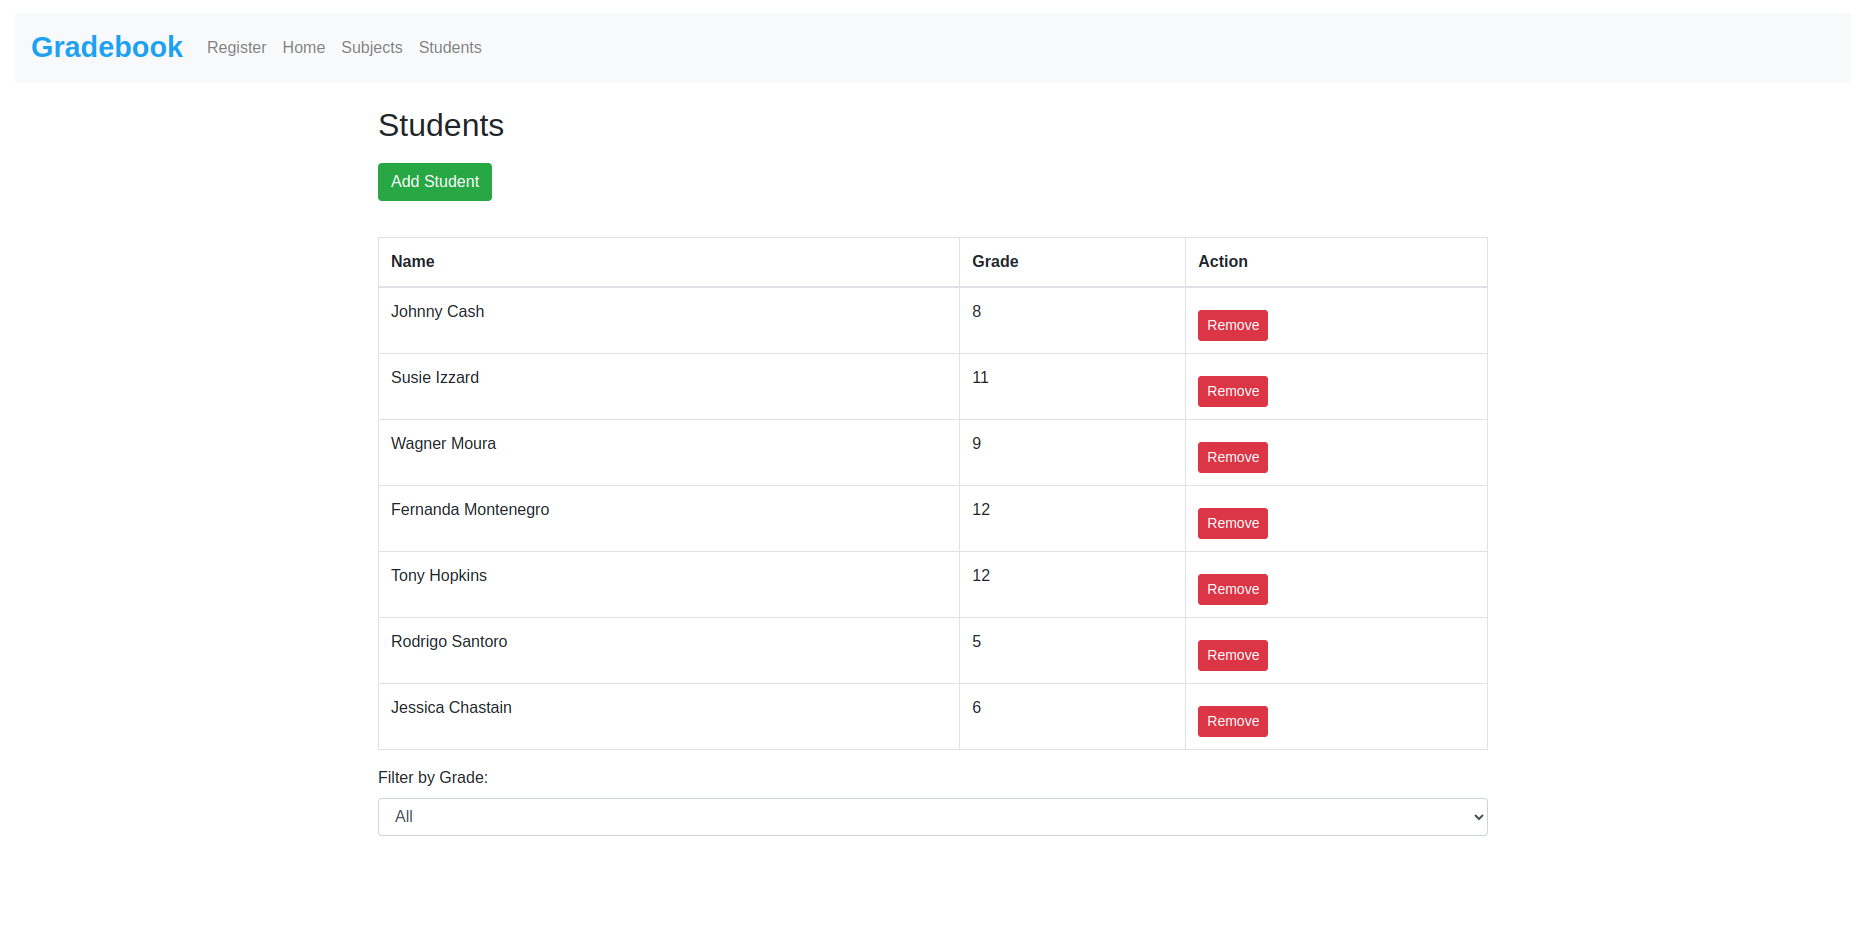 Gradebook Register Home Subjects Students
Students
Add Student
Name Grade Action
Johnny Cash 8 Remove
Susie Izzard 11 Remove
Wagner Moura 9 Remove
Fernanda Montenegro 12 Remove
Tony Hopkins 12 Remove
Rodrigo Santoro 5 Remove
Jessica Chastain 6 Remove
Filter by Grade:
All